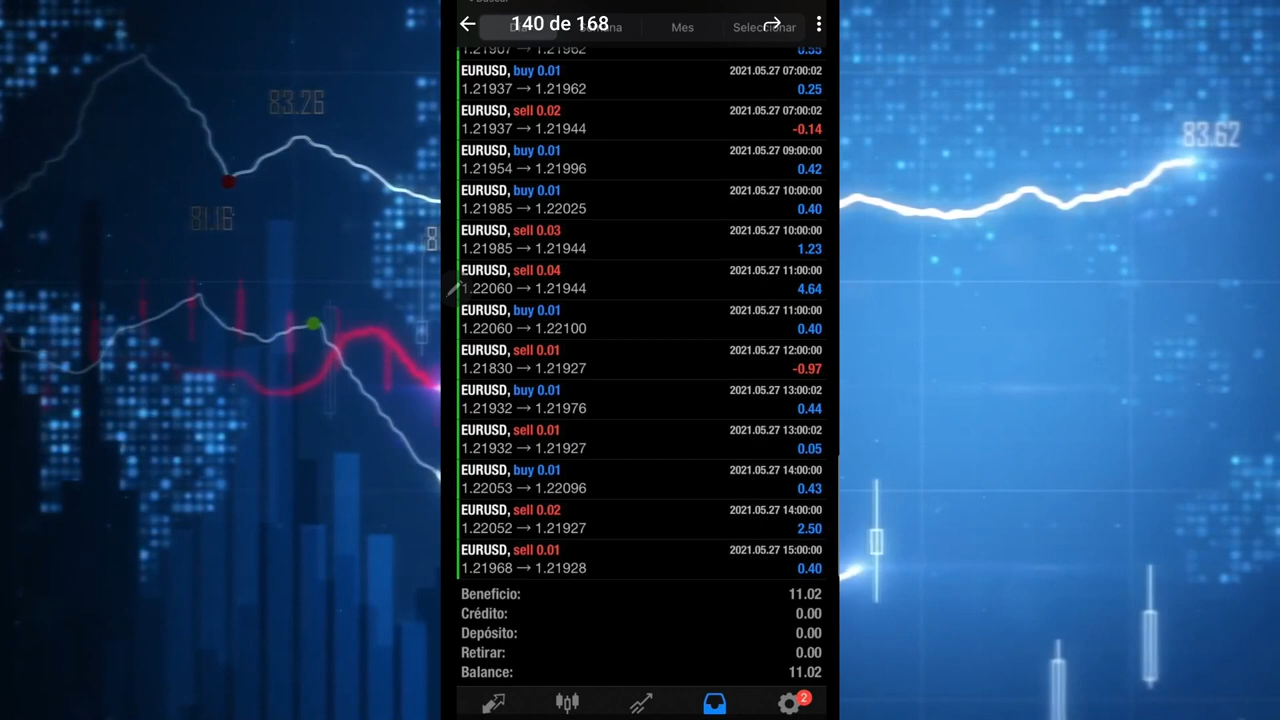 140 de 168
Mes
Seleccionar
1.21907 → 1.21962 0.55
EURUSD, buy 0.01 2021.05.27 07:00:02
1.21937 → 1.21962 0.25
EURUSD, sell 0.02 2021.05.27 07:00:02
1.21937 → 1.21944 -0.14
EURUSD, buy 0.01 2021.05.27 09:00:00
1.21954 → 1.21996 0.42
EURUSD, buy 0.01 2021.05.27 10:00:00
1.21985 → 1.22025 0.40
EURUSD, sell 0.03 2021.05.27 10:00:00
1.21985 → 1.21944 1.23
EURUSD, sell 0.04 2021.05.27 11:00:00
1.22060 → 1.21944 4.64
EURUSD, buy 0.01 2021.05.27 11:00:00
1.22060 → 1.22100 0.40
EURUSD, sell 0.01 2021.05.27 12:00:00
1.21830 → 1.21927 -0.97
EURUSD, buy 0.01 2021.05.27 13:00:02
1.21932 → 1.21976 0.44
EURUSD, sell 0.01 2021.05.27 13:00:02
1.21932 → 1.21927 0.05
EURUSD, buy 0.01 2021.05.27 14:00:00
1.22053 → 1.22096 0.43
EURUSD, sell 0.02 2021.05.27 14:00:00
1.22052 → 1.21927 2.50
EURUSD, sell 0.01 2021.05.27 15:00:00
1.21968 → 1.21928 0.40
Beneficio: 11.02
Crédito: 0.00
Depósito: 0.00
Retirar: 0.00
Balance: 11.02
2
83.26
81.16
83.62